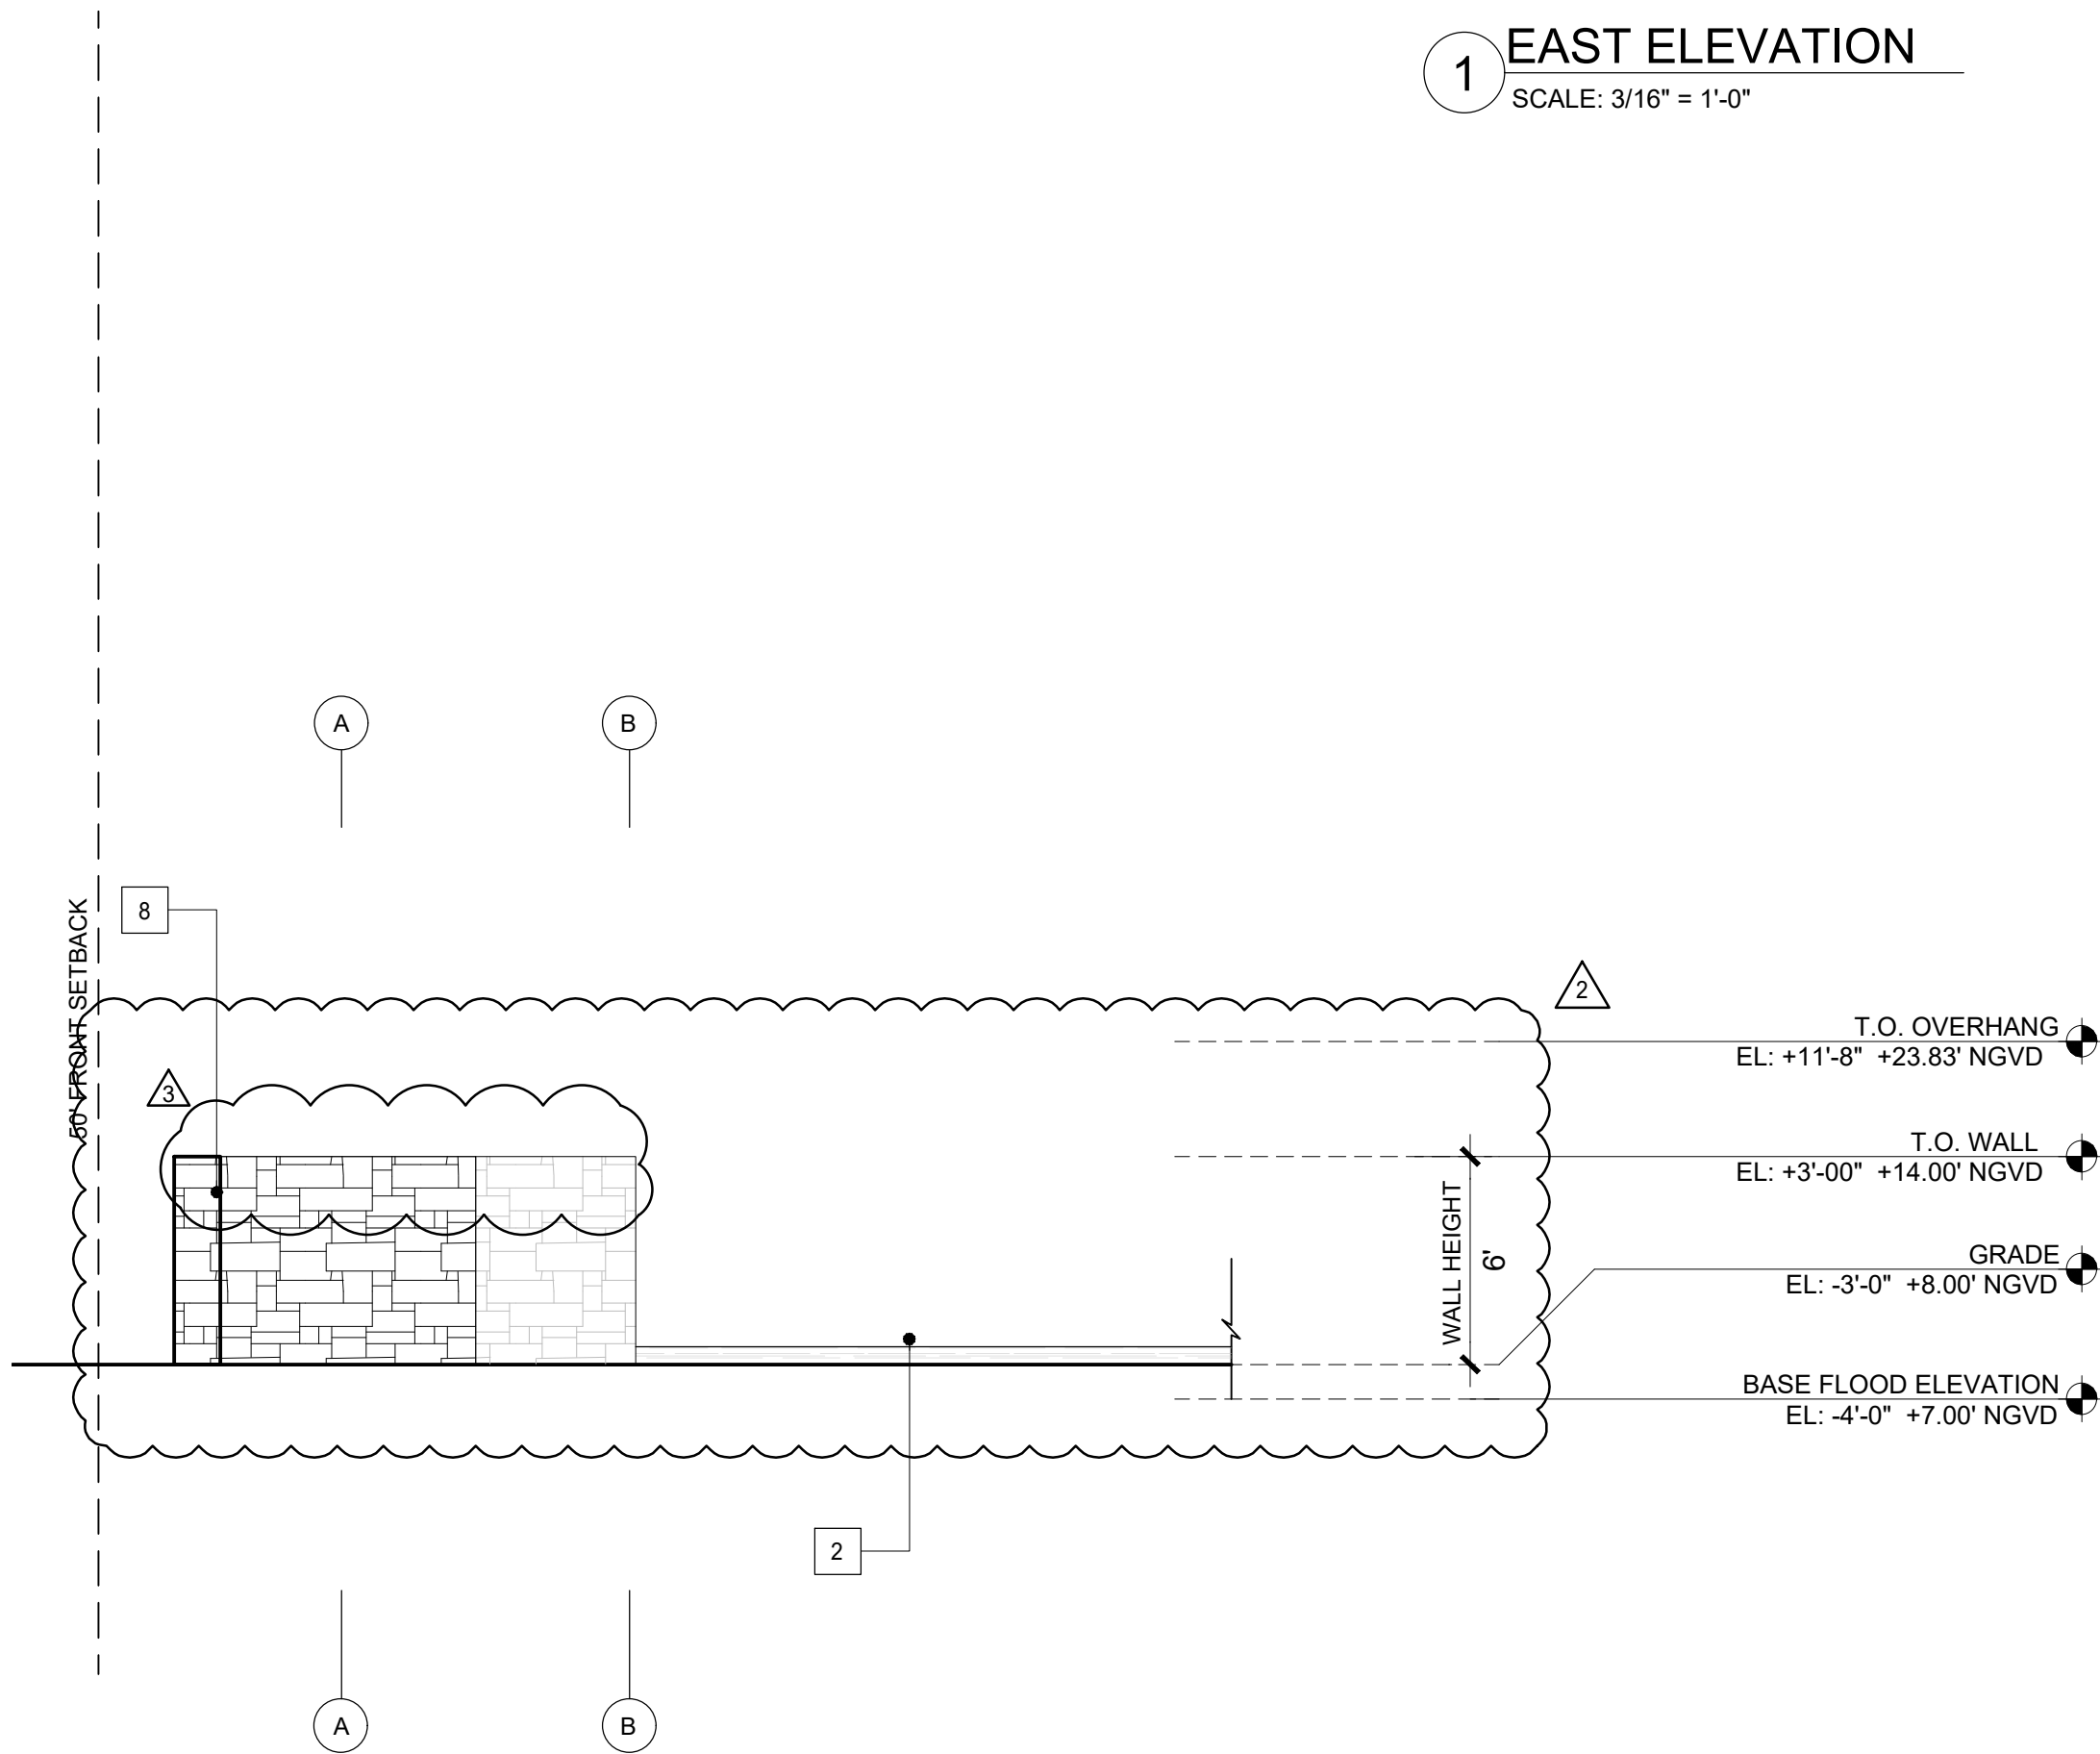 1
EAST ELEVATION
SCALE: 3/16" = 1'-0"
A
B
8
50' FRONT SETBACK
2
T.O. OVERHANG
EL: +11'-8" +23.83' NGVD
3
T.O. WALL
EL: +3'-00" +14.00' NGVD
WALL HEIGHT
6'
GRADE
EL: -3'-0" +8.00' NGVD
BASE FLOOD ELEVATION
EL: -4'-0" +7.00' NGVD
2
A
B